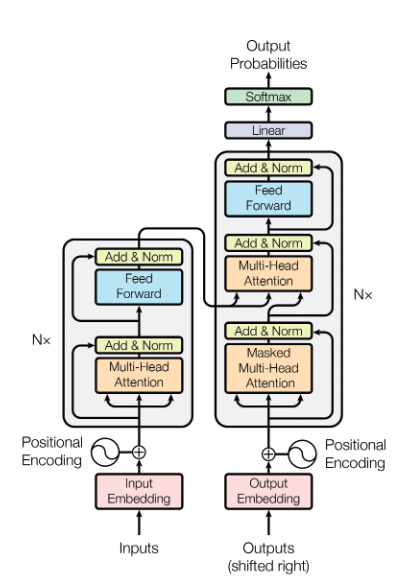 Output
Probabilities
Softmax
Linear
Add & Norm
Feed
Forward
Add & Norm
Multi-Head
Attention
Add & Norm
Masked
Multi-Head
Attention
N×
Add & Norm
Feed
Forward
N×
Add & Norm
Multi-Head
Attention
Positional
Encoding
Positional
Encoding
Input
Embedding
Output
Embedding
Inputs
Outputs
(shifted right)